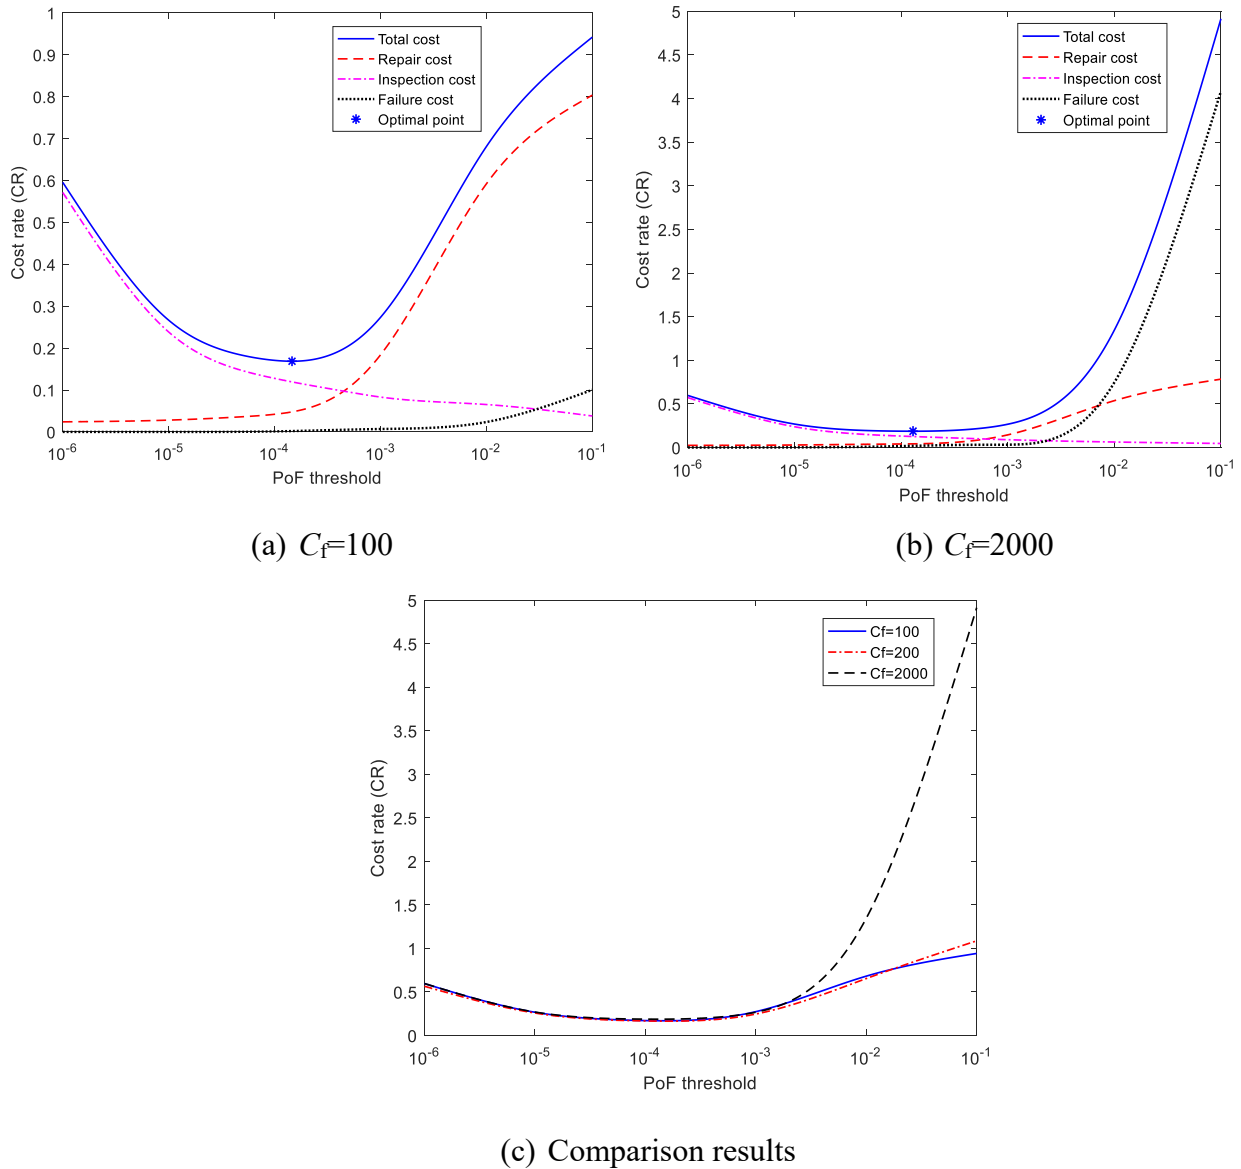 1
0.9
0.8
0.7
0.6
0.5
0.4
0.3
0.2
0.1
0
Cost rate (CR)
Total cost
Repair cost
Inspection cost
Failure cost
Optimal point
10^-6 10^-5 10^-4 10^-3 10^-2 10^-1
PoF threshold
(a) Cf=100
5
4.5
4
3.5
3
2.5
2
1.5
1
0.5
0
Cost rate (CR)
Total cost
Repair cost
Inspection cost
Failure cost
Optimal point
10^-6 10^-5 10^-4 10^-3 10^-2 10^-1
PoF threshold
(b) Cf=2000
5
4.5
4
3.5
3
2.5
2
1.5
1
0.5
0
Cost rate (CR)
Cf=100
Cf=200
Cf=2000
10^-6 10^-5 10^-4 10^-3 10^-2 10^-1
PoF threshold
(c) Comparison results